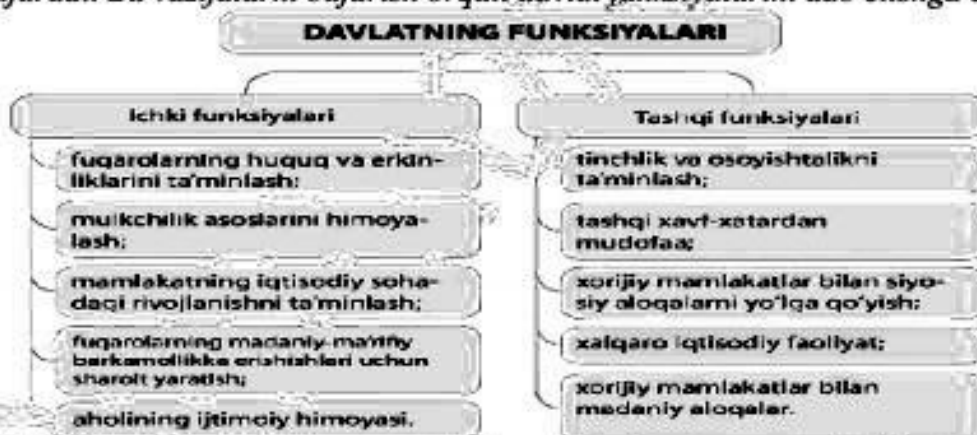 DAVLATNING FUNKSIYALARI
Ichki funksiyalari
fuqarolarning huquq va erkin-
liklarini ta'minlash;
mulkchilik asoslarini himoya-
lash;
mamlakatning iqtisodiy soha-
dagi rivojlanishni ta'minlash;
fuqarolarning madaniy-ma'rifiy
barkamollikka erishishlari uchun
sharoit yaratish;
aholining ijtimoiy himoyasi.
Tashqi funksiyalari
tinchlik va osoyishtalikni
ta'minlash;
tashqi xavf-xatardan
mudofaa;
xorijiy mamlakatlar bilan siyo-
siy aloqalarni yo'lga qo'yish;
xalqaro iqtisodiy faoliyat;
xorijiy mamlakatlar bilan
madaniy aloqalar.